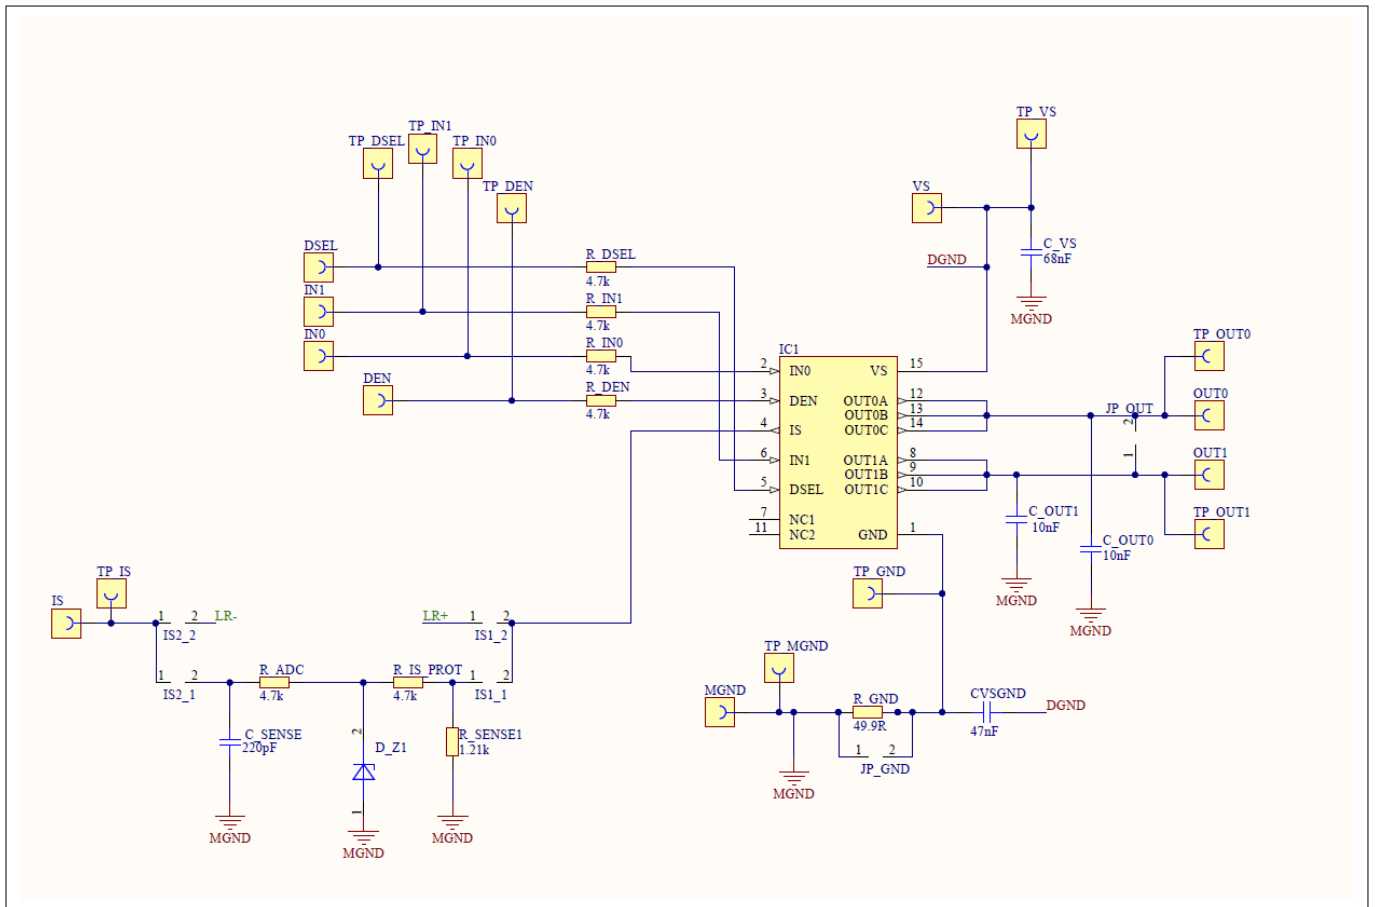 TP_VS
TP_IN1
TP_DSEL
TP_IN0
TP_DEN
VS
DSEL
R_DSEL
C_VS
DGND
68nF
4.7k
IN1
R_IN1
MGND
4.7k
IN0
R_IN0
TP_OUT0
IC1
4.7k
2
IN0
VS
15
DEN
R_DEN
4.7k
3
DEN
OUT0A
12
OUT0
JP_OUT
OUT0B
13
2
4
IS
OUT0C
14
1
OUT1
6
IN1
OUT1A
8
OUT1B
9
5
DSEL
OUT1C
10
C_OUT1
10nF
TP_OUT1
7
NC1
11
NC2
GND
1
C_OUT0
10nF
TP_IS
TP_GND
IS
MGND
1
2
LR-
LR+
1
2
IS2_2
IS1_2
MGND
TP_MGND
1
2
R_ADC
R_IS_PROT
1
2
IS2_1
4.7k
4.7k
IS1_1
MGND
R_GND
CVSGND
DGND
49.9R
47nF
C_SENSE
220pF
2
D_Z1
R_SENSE1
1.21k
1
2
JP_GND
MGND
1
MGND
MGND
MGND